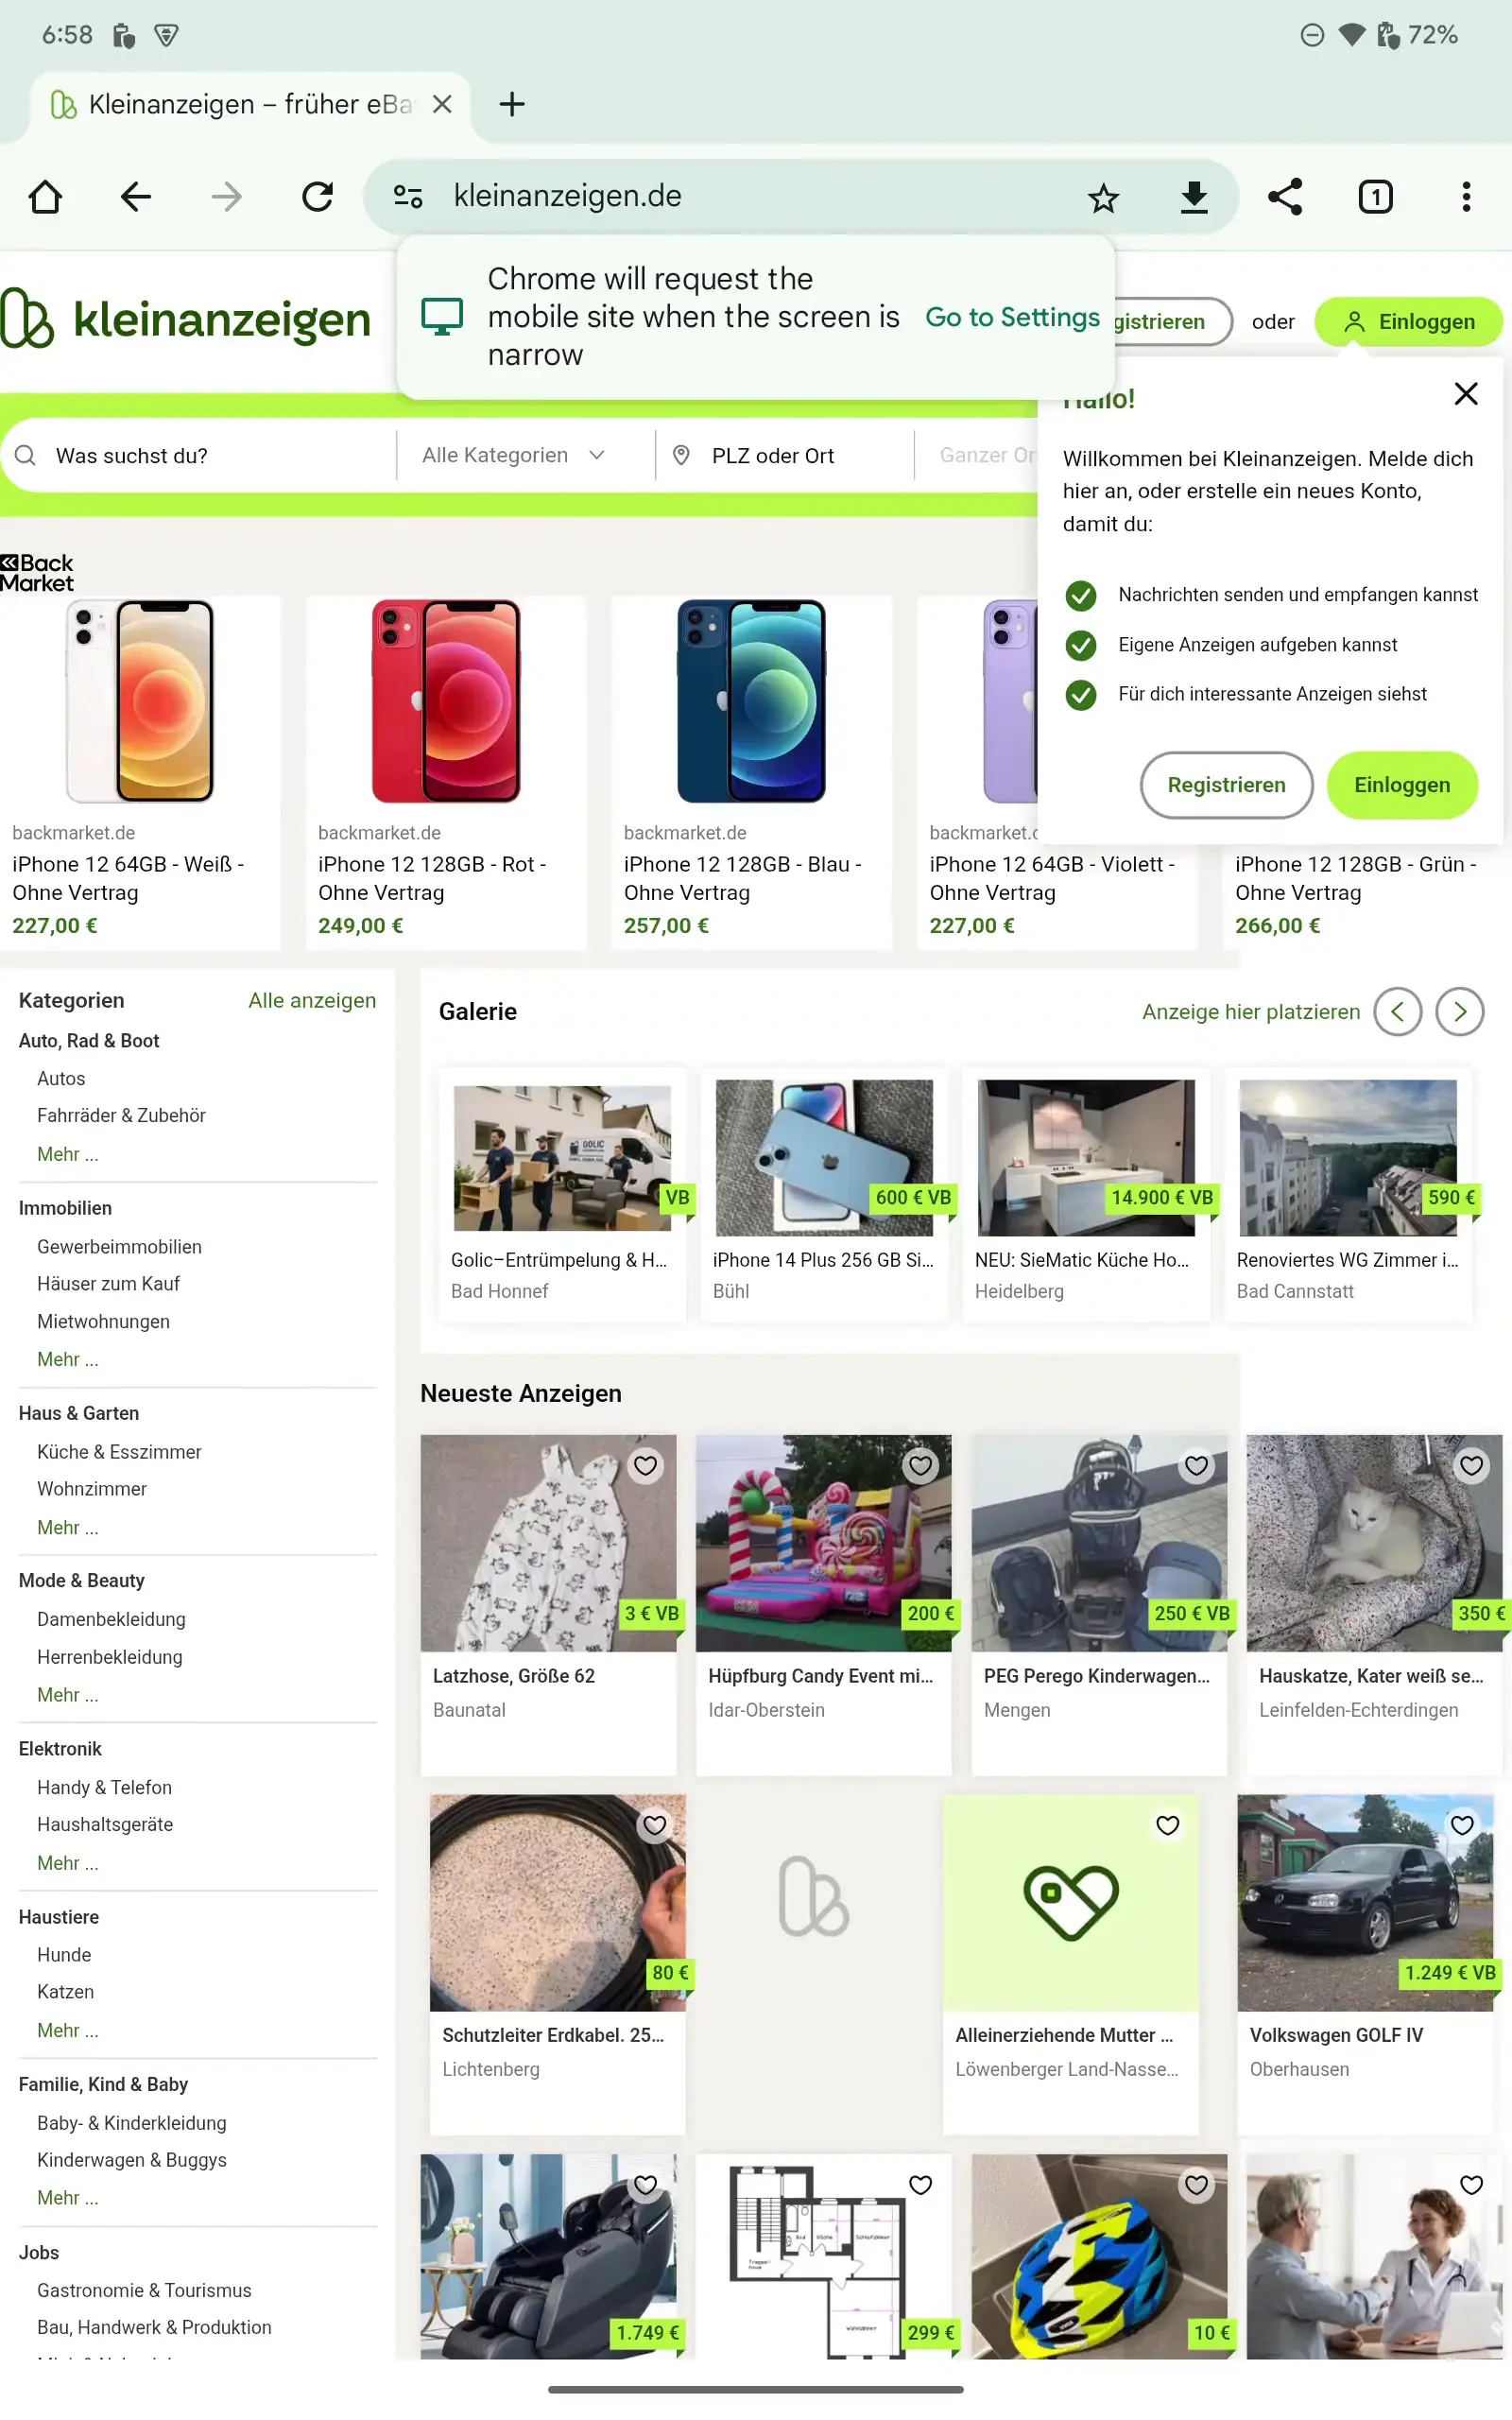 6:58
72%
Kleinanzeigen – früher eBa
kleinanzeigen.de
1
Chrome will request the
mobile site when the screen is
narrow
Go to Settings
kleinanzeigen
gistrieren
oder
Einloggen
Hallo!
Willkommen bei Kleinanzeigen. Melde dich
hier an, oder erstelle ein neues Konto,
damit du:
Nachrichten senden und empfangen kannst
Eigene Anzeigen aufgeben kannst
Für dich interessante Anzeigen siehst
Registrieren
Einloggen
Was suchst du?
Alle Kategorien
PLZ oder Ort
Ganzer Or
Back
Market
backmarket.de
iPhone 12 64GB - Weiß -
Ohne Vertrag
227,00 €
backmarket.de
iPhone 12 128GB - Rot -
Ohne Vertrag
249,00 €
backmarket.de
iPhone 12 128GB - Blau -
Ohne Vertrag
257,00 €
backmarket.d
iPhone 12 64GB - Violett -
Ohne Vertrag
227,00 €
iPhone 12 128GB - Grün -
Ohne Vertrag
266,00 €
Kategorien
Alle anzeigen
Auto, Rad & Boot
Autos
Fahrräder & Zubehör
Mehr ...
Immobilien
Gewerbeimmobilien
Häuser zum Kauf
Mietwohnungen
Mehr ...
Haus & Garten
Küche & Esszimmer
Wohnzimmer
Mehr ...
Mode & Beauty
Damenbekleidung
Herrenbekleidung
Mehr ...
Elektronik
Handy & Telefon
Haushaltsgeräte
Mehr ...
Haustiere
Hunde
Katzen
Mehr ...
Familie, Kind & Baby
Baby- & Kinderkleidung
Kinderwagen & Buggys
Mehr ...
Jobs
Gastronomie & Tourismus
Bau, Handwerk & Produktion
Galerie
Anzeige hier platzieren
GOLIC
VB
Golic–Entrümpelung & H...
Bad Honnef
600 € VB
iPhone 14 Plus 256 GB Si...
Bühl
14.900 € VB
NEU: SieMatic Küche Ho...
Heidelberg
590 €
Renoviertes WG Zimmer i...
Bad Cannstatt
Neueste Anzeigen
3 € VB
Latzhose, Größe 62
Baunatal
200 €
Hüpfburg Candy Event mi...
Idar-Oberstein
250 € VB
PEG Perego Kinderwagen...
Mengen
350 €
Hauskatze, Kater weiß se...
Leinfelden-Echterdingen
80 €
Schutzleiter Erdkabel. 25...
Lichtenberg
Alleinerziehende Mutter ...
Löwenberger Land-Nasse...
1.249 € VB
Volkswagen GOLF IV
Oberhausen
1.749 €
299 €
10 €